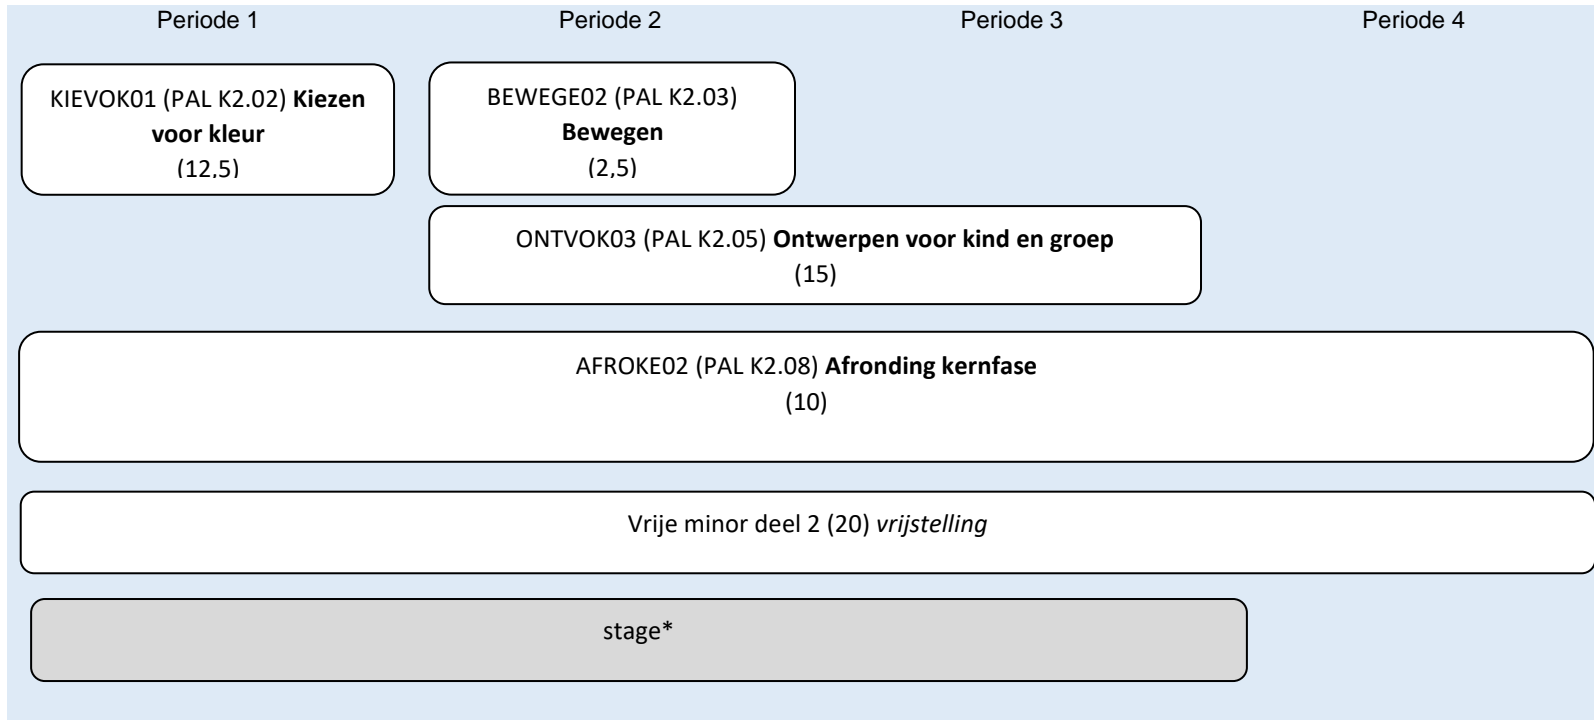 Periode 1 Periode 2 Periode 3 Periode 4
KIEVOK01 (PAL K2.02) Kiezen
voor kleur
(12,5)
BEWEGE02 (PAL K2.03)
Bewegen
(2,5)
ONTVOK03 (PAL K2.05) Ontwerpen voor kind en groep
(15)
AFROKE02 (PAL K2.08) Afronding kernfase
(10)
Vrije minor deel 2 (20) vrijstelling
stage*